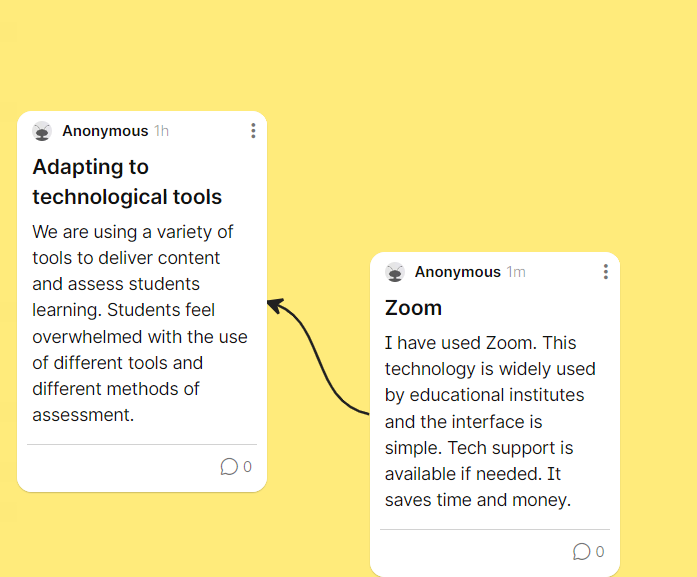 Anonymous 1h
Adapting to
technological tools
We are using a variety of
tools to deliver content
and assess students
learning. Students feel
overwhelmed with the use
of different tools and
different methods of
assessment.
0
Anonymous 1m
Zoom
I have used Zoom. This
technology is widely used
by educational institutes
and the interface is
simple. Tech support is
available if needed. It
saves time and money.
0